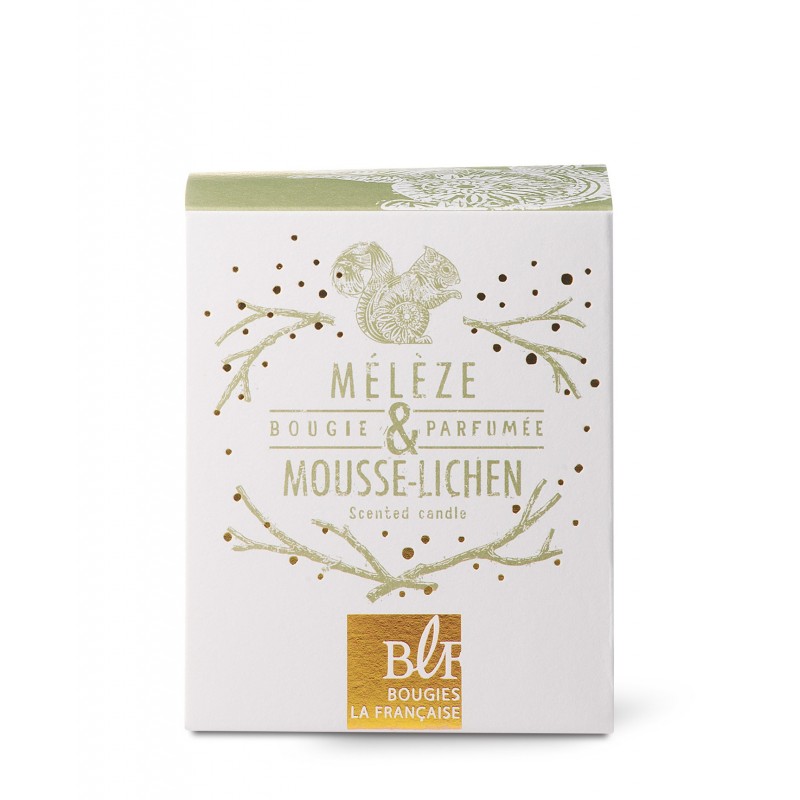 MÉLÈZE
BOUGIE & PARFUMÉE
MOUSSE-LICHEN
Scented candle
BlF
BOUGIES
LA FRANÇAISE